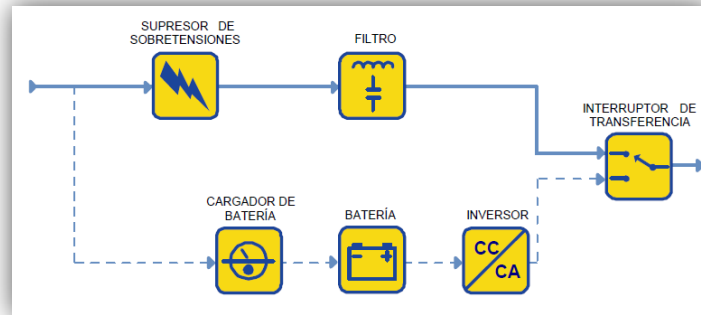 SUPRESOR DE
SOBRETENSIONES
FILTRO
INTERRUPTOR DE
TRANSFERENCIA
CARGADOR DE
BATERÍA
BATERÍA
INVERSOR
CC
CA